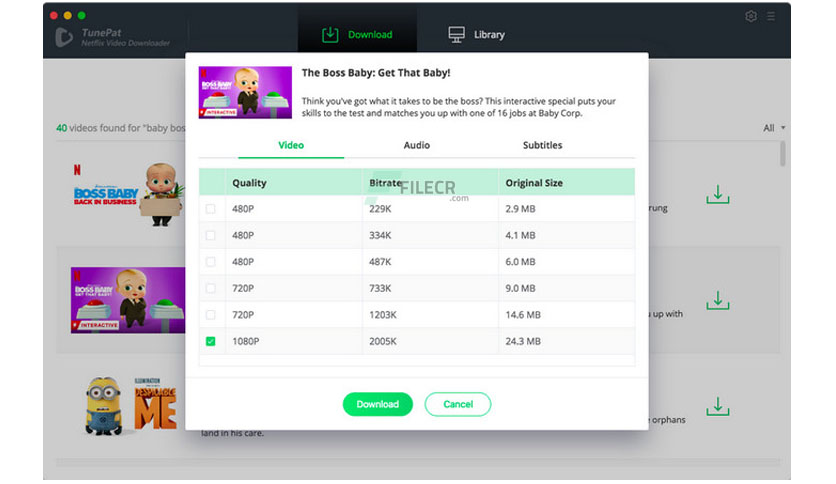 TunePat
Netflix Video Downloader
Download
Library
40 videos found for "baby bos
All
The Boss Baby: Get That Baby!
Think you've got what it takes to be the boss? This interactive special puts your
skills to the test and matches you up with one of 16 jobs at Baby Corp.
BOSS BABY
GET THAT BABY!
INTERACTIVE
Video Audio Subtitles
Quality Bitrate Original Size
FILECR
.com
480P 229K 2.9 MB
480P 334K 4.1 MB
480P 487K 6.0 MB
720P 733K 9.0 MB
720P 1203K 14.6 MB
1080P 2005K 24.3 MB
Download Cancel
N
BOSS BABY
BACK IN BUSINESS
rung
BOSS BABY
GET THAT BABY!
INTERACTIVE
u up with
ILLUMINATION
DESPICABLE
ME
e orphans
land in his care.